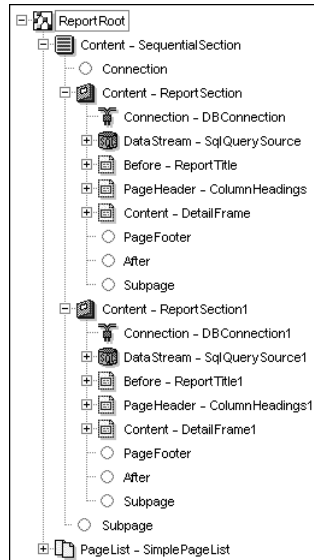 ReportRoot
Content - SequentialSection
Connection
Content - ReportSection
Connection - DBConnection
DataStream - SqlQuerySource
Before - ReportTitle
PageHeader - ColumnHeadings
Content - DetailFrame
PageFooter
After
Subpage
Content - ReportSection1
Connection - DBConnection1
DataStream - SqlQuerySource1
Before - ReportTitle1
PageHeader - ColumnHeadings1
Content - DetailFrame1
PageFooter
After
Subpage
Subpage
PageList - SimplePageList